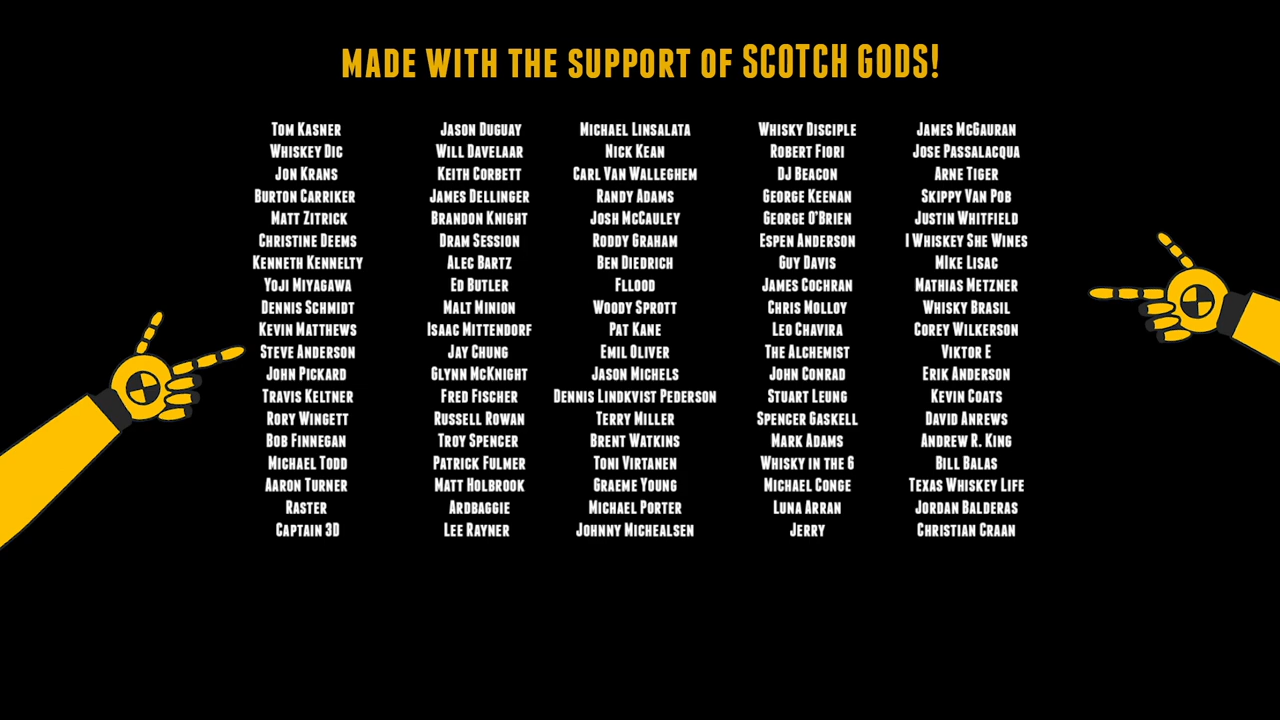 MADE WITH THE SUPPORT OF SCOTCH GODS!
TOM KASNER
WHISKEY DIC
JON KRANS
BURTON CARRIKER
MATT ZITRICK
CHRISTINE DEEMS
KENNETH KENNELTY
YOJI MIYAGAWA
DENNIS SCHMIDT
KEVIN MATTHEWS
STEVE ANDERSON
JOHN PICKARD
TRAVIS KELTNER
RORY WINGETT
BOB FINNEGAN
MICHAEL TODD
AARON TURNER
RASTER
CAPTAIN 3D
JASON DUGUAY
WILL DAVELAAR
KEITH CORBETT
JAMES DELLINGER
BRANDON KNIGHT
DRAM SESSION
ALEC BARTZ
ED BUTLER
MALT MINION
ISAAC MITTENDORF
JAY CHUNG
GLYNN MCKNIGHT
FRED FISCHER
RUSSELL ROWAN
TROY SPENCER
PATRICK FULMER
MATT HOLBROOK
ARDBAGGIE
LEE RAYNER
MICHAEL LINSALATA
NICK KEAN
CARL VAN WALLEGHEM
RANDY ADAMS
JOSH MCCAULEY
RODDY GRAHAM
BEN DIEDRICH
FLLOOD
WOODY SPROTT
PAT KANE
EMIL OLIVER
JASON MICHELS
DENNIS LINDKVIST PEDERSON
TERRY MILLER
BRENT WATKINS
TONI VIRTANEN
GRAEME YOUNG
MICHAEL PORTER
JOHNNY MICHEALSEN
WHISKY DISCIPLE
ROBERT FIORI
DJ BEACON
GEORGE KEENAN
GEORGE O'BRIEN
ESPEN ANDERSON
GUY DAVIS
JAMES COCHRAN
CHRIS MOLLOY
LEO CHAVIRA
THE ALCHEMIST
JOHN CONRAD
STUART LEUNG
SPENCER GASKELL
MARK ADAMS
WHISKY IN THE 6
MICHAEL CONGE
LUNA ARRAN
JERRY
JAMES MCGAURAN
JOSE PASSALACQUA
ARNE TIGER
SKIPPY VAN POB
JUSTIN WHITFIELD
I WHISKEY SHE WINES
MIKE LISAC
MATHIAS METZNER
WHISKY BRASIL
COREY WILKERSON
VIKTOR E
ERIK ANDERSON
KEVIN COATS
DAVID ANREWS
ANDREW R. KING
BILL BALAS
TEXAS WHISKEY LIFE
JORDAN BALDERAS
CHRISTIAN CRAAN